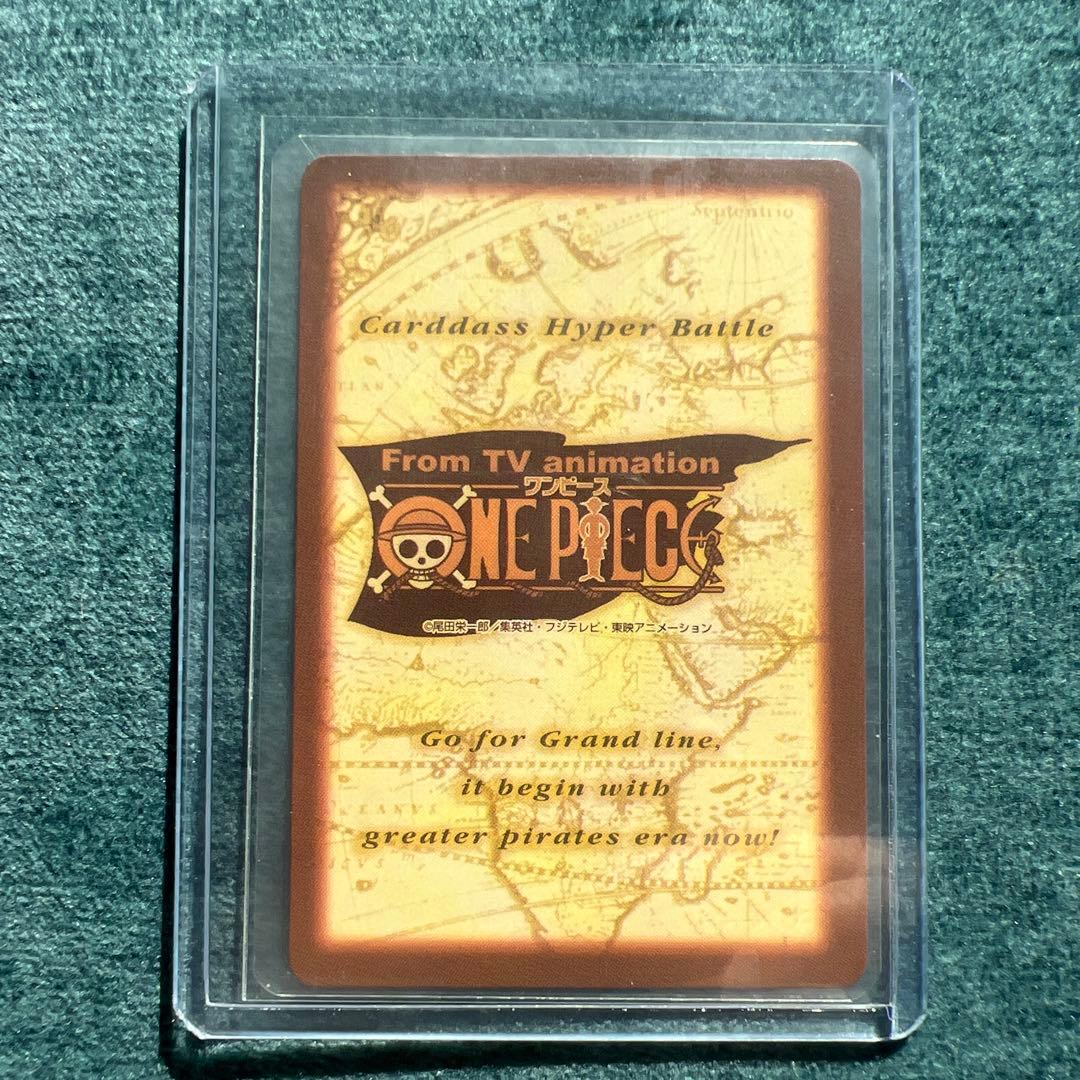 Septentrio
Carddass Hyper Battle
From TV animation
ワンピース
ONE PIECE
©尾田栄一郎／集英社・フジテレビ・東映アニメーション
Go for Grand line,
it begin with
greater pirates era now!